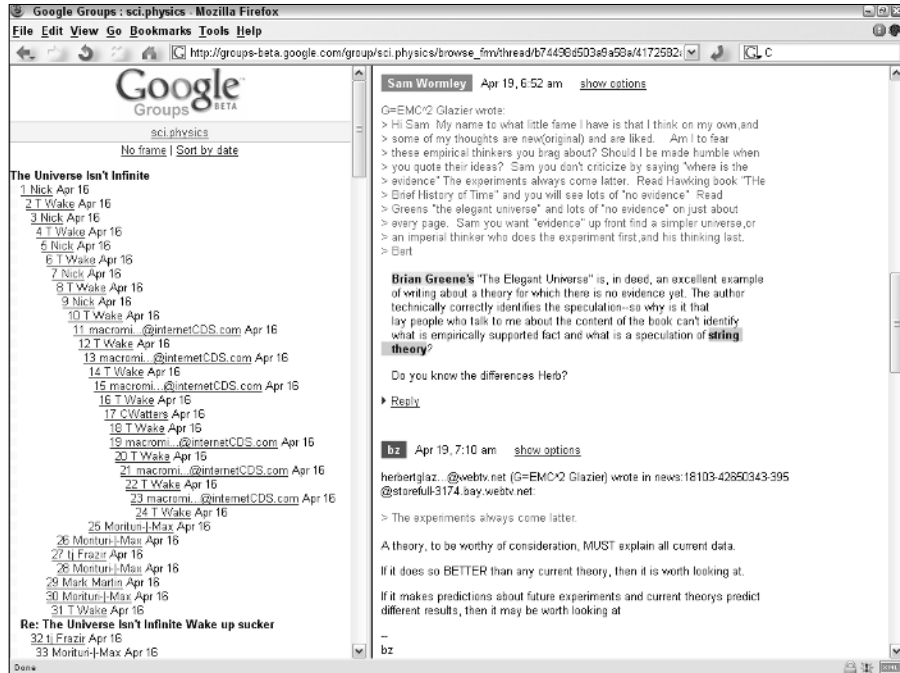 Google Groups : sci.physics - Mozilla Firefox
File Edit View Go Bookmarks Tools Help
http://groups-beta.google.com/group/sci.physics/browse_frm/thread/b74498d503a9a58a/4172582
C
Google
Groups BETA
sci.physics
No frame | Sort by date
The Universe Isn't Infinite
1 Nick Apr 16
2 T Wake Apr 16
3 Nick Apr 16
4 T Wake Apr 16
5 Nick Apr 16
6 T Wake Apr 16
7 Nick Apr 16
8 T Wake Apr 16
9 Nick Apr 16
10 T Wake Apr 16
11 macromi...@internetCDS.com Apr 16
12 T Wake Apr 16
13 macromi...@internetCDS.com Apr 16
14 T Wake Apr 16
15 macromi...@internetCDS.com Apr 16
16 T Wake Apr 16
17 CWatters Apr 16
18 T Wake Apr 16
19 macromi...@internetCDS.com Apr 16
20 T Wake Apr 16
21 macromi...@internetCDS.com Apr 16
22 T Wake Apr 16
23 macromi...@internetCDS.com Apr 16
24 T Wake Apr 16
25 Morituri-|-Max Apr 16
26 Morituri-|-Max Apr 16
27 tj Frazir Apr 16
28 Morituri-|-Max Apr 16
29 Mark Martin Apr 16
30 Morituri-|-Max Apr 16
31 T Wake Apr 16
Re: The Universe Isn't Infinite Wake up sucker
32 tj Frazir Apr 16
33 Morituri-|-Max Apr 16
Sam Wormley Apr 19, 6:52 am show options
G=EMC^2 Glazier wrote:
> Hi Sam My name to what little fame I have is that I think on my own,and
> some of my thoughts are new(original) and are liked. Am I to fear
> these empirical thinkers you brag about? Should I be made humble when
> you quote their ideas? Sam you don't criticize by saying "where is the
> evidence" The experiments always come latter. Read Hawking book "THe
> Brief History of Time" and you will see lots of "no evidence" Read
> Greens "the elegant universe" and lots of "no evidence" on just about
> every page. Sam you want "evidence" up front find a simpler universe,or
> an imperial thinker who does the experiment first,and his thinking last.
> Bert
Brian Greene's "The Elegant Universe" is, in deed, an excellent example
of writing about a theory for which there is no evidence yet. The author
technically correctly identifies the speculation--so why is it that
lay people who talk to me about the content of the book can't identify
what is empirically supported fact and what is a speculation of string
theory?
Do you know the differences Herb?
Reply
bz Apr 19, 7:10 am show options
herbertglaz...@webtv.net (G=EMC^2 Glazier) wrote in news:18103-42650343-395
@storefull-3174.bay.webtv.net:
> The experiments always come latter.
A theory, to be worthy of consideration, MUST explain all current data.
If it does so BETTER than any current theory, then it is worth looking at.
If it makes predictions about future experiments and current theorys predict
different results, then it may be worth looking at
--
bz
Done